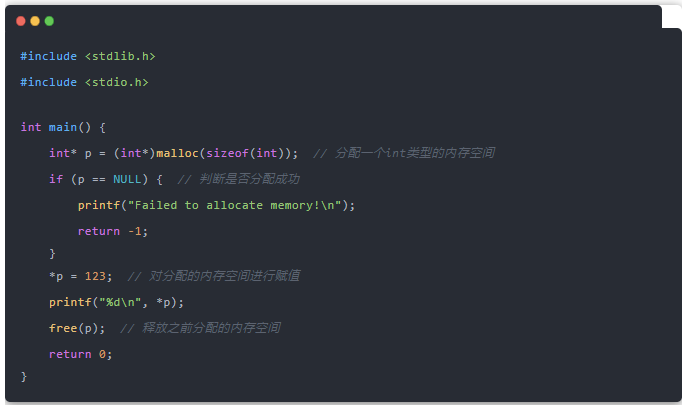 #include <stdlib.h>
#include <stdio.h>
int main() {
    int* p = (int*)malloc(sizeof(int));  // 分配一个int类型的内存空间
    if (p == NULL) {  // 判断是否分配成功
        printf("Failed to allocate memory!\n");
        return -1;
    }
    *p = 123;  // 对分配的内存空间进行赋值
    printf("%d\n", *p);
    free(p);  // 释放之前分配的内存空间
    return 0;
}